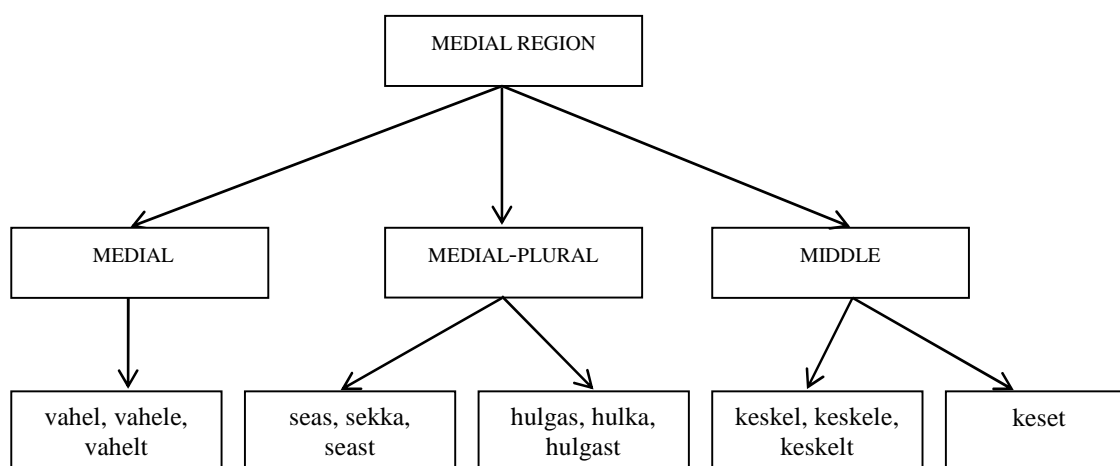 MEDIAL REGION
MEDIAL
MEDIAL-PLURAL
MIDDLE
vahel, vahele,
vahelt
seas, sekka,
seast
hulgas, hulka,
hulgast
keskel, keskele,
keskelt
keset